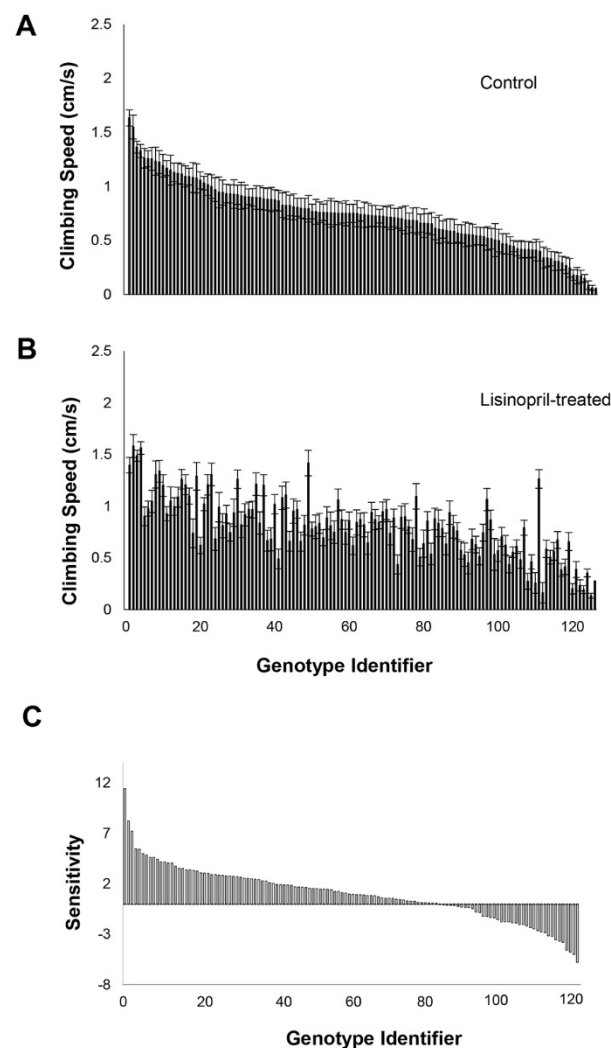 A
Climbing Speed (cm/s)
2.5
2
1.5
1
0.5
0
Control
B
Climbing Speed (cm/s)
2.5
2
1.5
1
0.5
0
Lisinopril-treated
0 20 40 60 80 100 120
Genotype Identifier
C
Sensitivity
12
7
2
-3
-8
0 20 40 60 80 100 120
Genotype Identifier